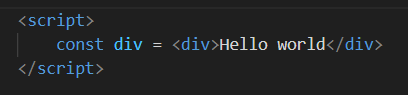 <script>
    const div = <div>Hello world</div>
</script>